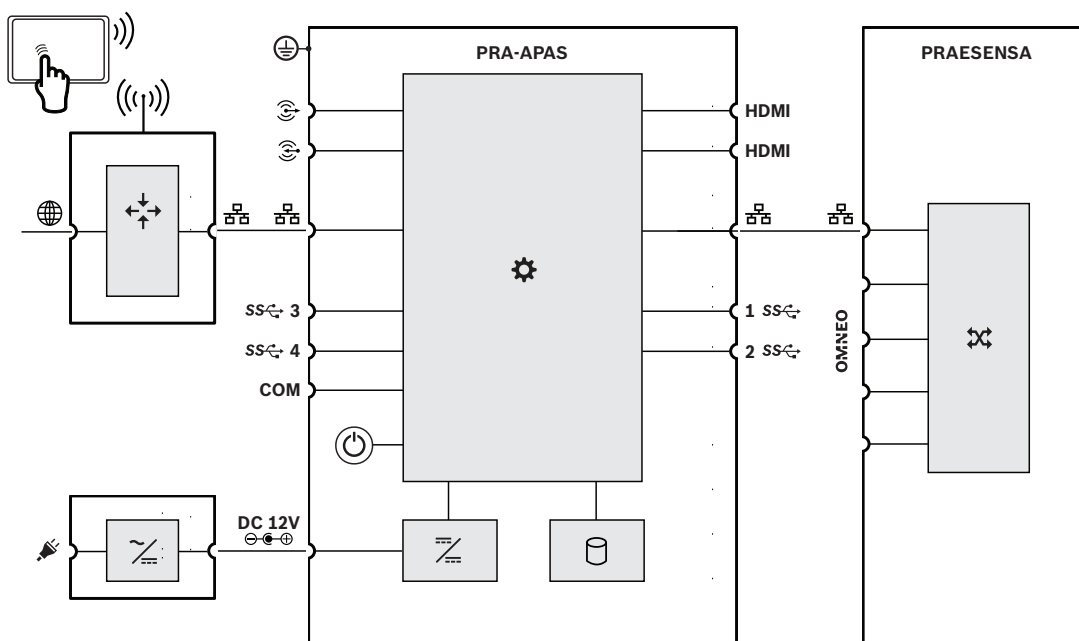 PRA-APAS
PRAESENSA
HDMI
HDMI
SS 3
1 SS
SS 4
2 SS
OMNEO
COM
DC 12V